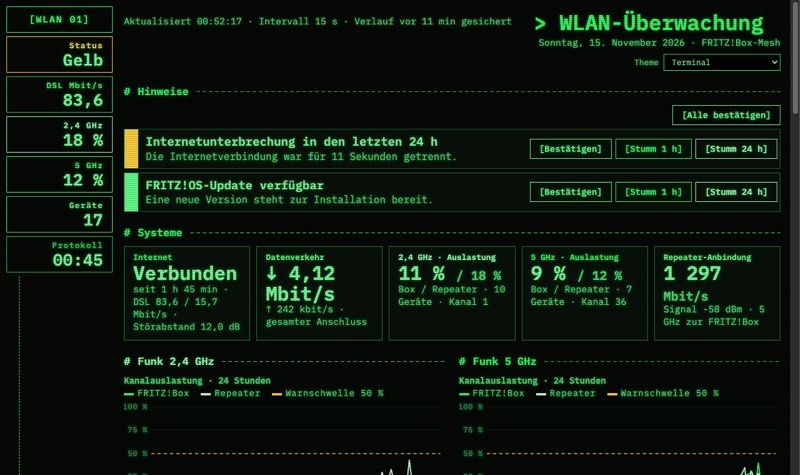 [WLAN 01]
Status
Gelb
DSL Mbit/s
83,6
2,4 GHz
18 %
5 GHz
12 %
Geräte
17
Protokoll
00:45
Aktualisiert 00:52:17 · Intervall 15 s · Verlauf vor 11 min gesichert
> WLAN-Überwachung
Sonntag, 15. November 2026 · FRITZ!Box-Mesh
Theme Terminal
# Hinweise
[Alle bestätigen]
Internetunterbrechung in den letzten 24 h
Die Internetverbindung war für 11 Sekunden getrennt.
[Bestätigen] [Stumm 1 h] [Stumm 24 h]
FRITZ!OS-Update verfügbar
Eine neue Version steht zur Installation bereit.
[Bestätigen] [Stumm 1 h] [Stumm 24 h]
# Systeme
Internet
Verbunden
seit 1 h 45 min ·
DSL 83,6 / 15,7
Mbit/s ·
Störabstand 12,0 dB
Datenverkehr
↓ 4,12
Mbit/s
↑ 242 kbit/s ·
gesamter Anschluss
2,4 GHz · Auslastung
11 % / 18 %
Box / Repeater · 10
Geräte · Kanal 1
5 GHz · Auslastung
9 % / 12 %
Box / Repeater · 7
Geräte · Kanal 36
Repeater-Anbindung
1 297
Mbit/s
Signal -58 dBm · 5
GHz zur FRITZ!Box
# Funk 2,4 GHz
Kanalauslastung · 24 Stunden
FRITZ!Box Repeater Warnschwelle 50 %
100 %
75 %
50 %
# Funk 5 GHz
Kanalauslastung · 24 Stunden
FRITZ!Box Repeater Warnschwelle 50 %
100 %
75 %
50 %